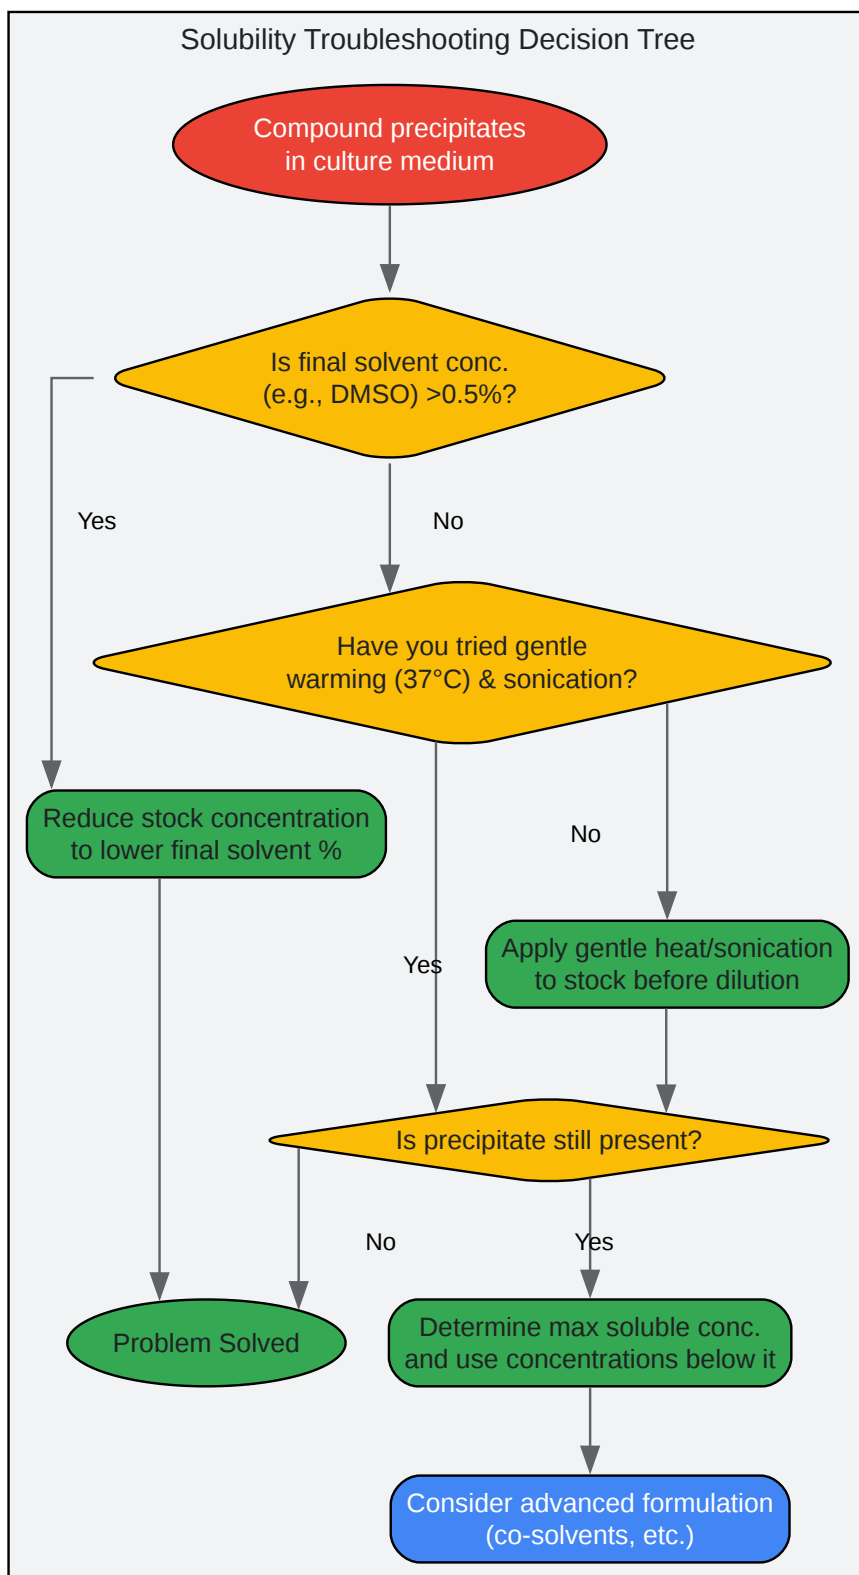 Solubility Troubleshooting Decision Tree
Compound precipitates
in culture medium
Is final solvent conc.
(e.g., DMSO) >0.5%?
Yes
No
Have you tried gentle
warming (37°C) & sonication?
Reduce stock concentration
to lower final solvent %
No
Yes
Apply gentle heat/sonication
to stock before dilution
Is precipitate still present?
No
Yes
Problem Solved
Determine max soluble conc.
and use concentrations below it
Consider advanced formulation
(co-solvents, etc.)